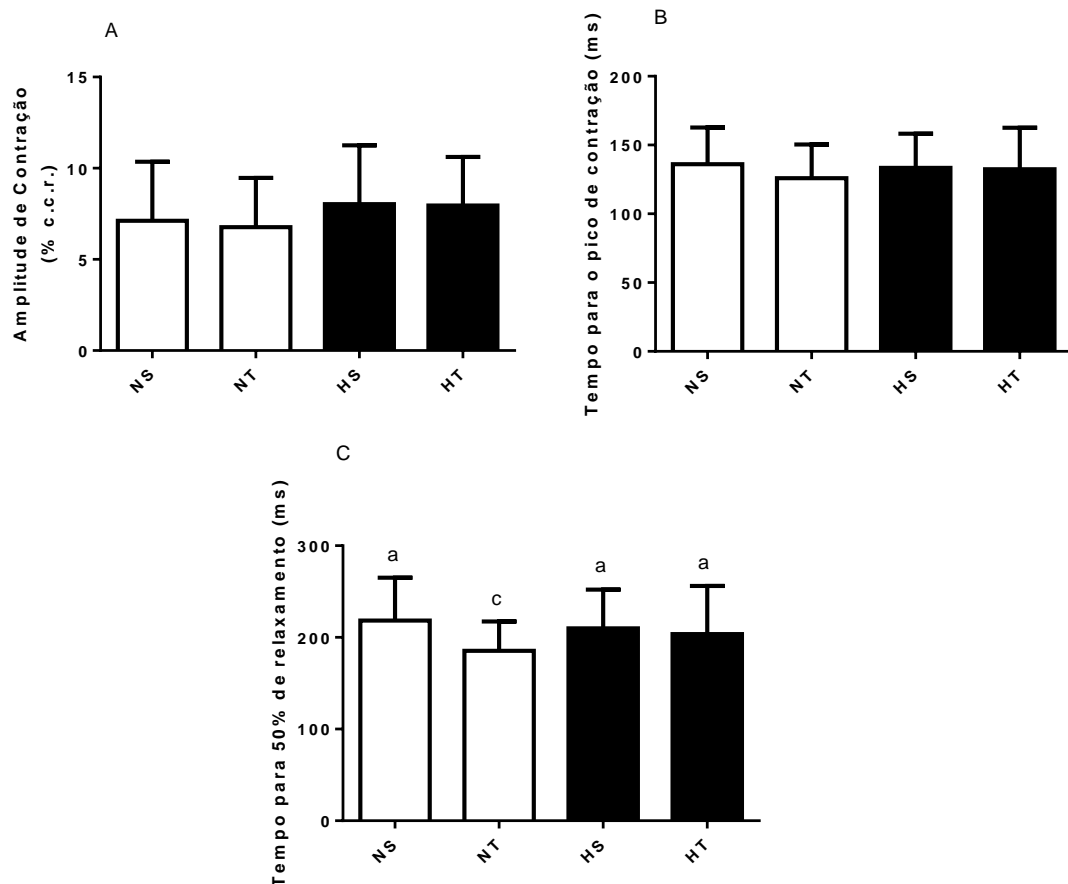 A
Amplitude de Contração
(% c.c.r.)
15
10
5
0
NS
NT
HS
HT
B
Tempo para o pico de contração (ms)
200
150
100
50
0
NS
NT
HS
HT
C
Tempo para 50% de relaxamento (ms)
300
200
100
0
a
c
a
a
NS
NT
HS
HT